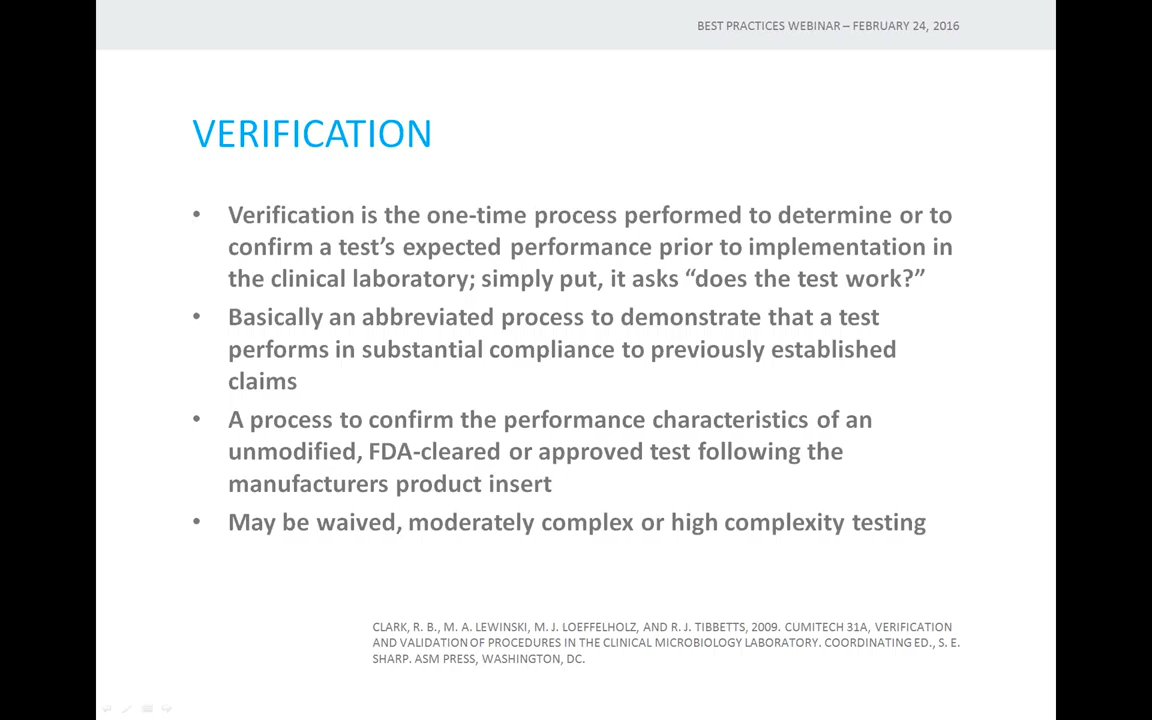 BEST PRACTICES WEBINAR – FEBRUARY 24, 2016
VERIFICATION
• Verification is the one-time process performed to determine or to
confirm a test’s expected performance prior to implementation in
the clinical laboratory; simply put, it asks “does the test work?”
• Basically an abbreviated process to demonstrate that a test
performs in substantial compliance to previously established
claims
• A process to confirm the performance characteristics of an
unmodified, FDA-cleared or approved test following the
manufacturers product insert
• May be waived, moderately complex or high complexity testing
CLARK, R. B., M. A. LEWINSKI, M. J. LOEFFELHOLZ, AND R. J. TIBBETTS, 2009. CUMITECH 31A, VERIFICATION
AND VALIDATION OF PROCEDURES IN THE CLINICAL MICROBIOLOGY LABORATORY. COORDINATING ED., S. E.
SHARP. ASM PRESS, WASHINGTON, DC.